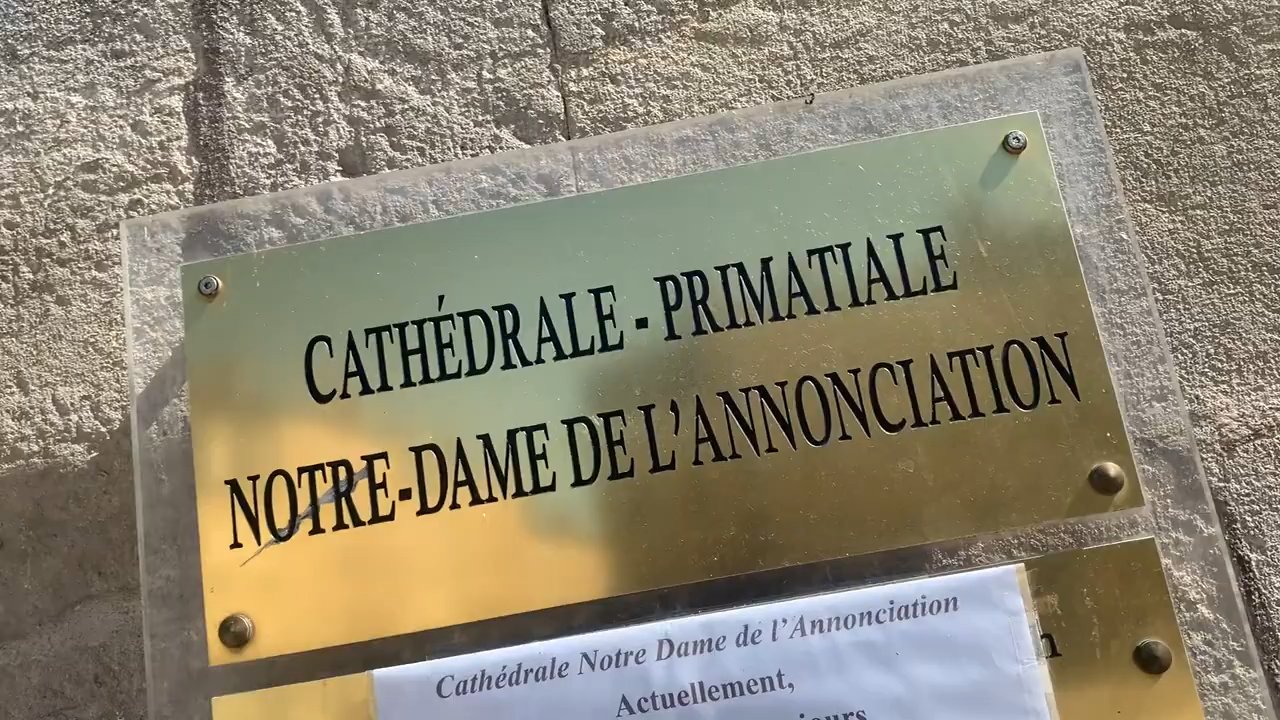 CATHÉDRALE - PRIMATIALE
NOTRE-DAME DE L'ANNONCIATION
Cathédrale Notre Dame de l'Annonciation
Actuellement,